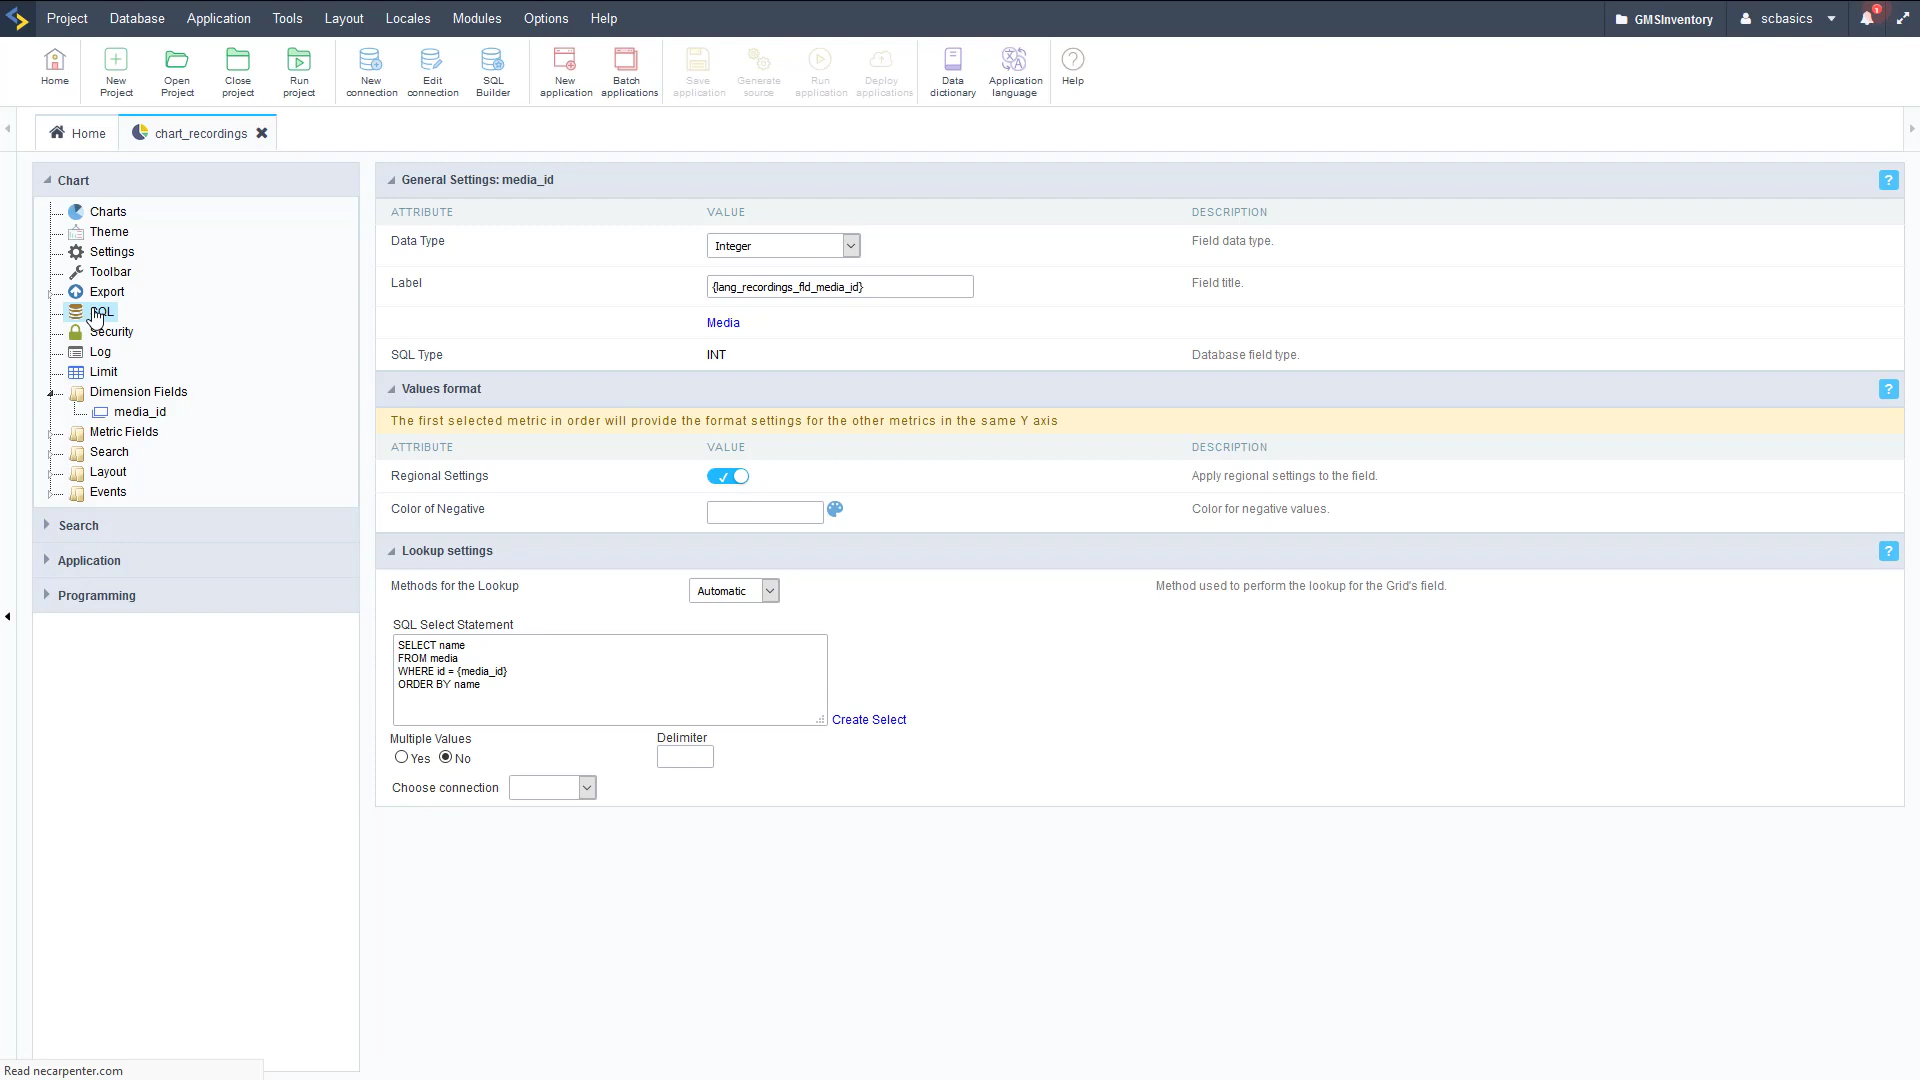 Project Database Application Tools Layout Locales Modules Options Help GMSInventory scbasics 1
Home New Project Open Project Close project Run project New connection Edit connection SQL Builder New application Batch applications Save application Generate source Run application Deploy applications Data dictionary Application language Help
Home chart_recordings
Chart
Charts
Theme
Settings
Toolbar
Export
SQL
Security
Log
Limit
Dimension Fields
media_id
Metric Fields
Search
Layout
Events
Search
Application
Programming
General Settings: media_id ?
ATTRIBUTE VALUE DESCRIPTION
Data Type Integer Field data type.
Label {lang_recordings_fld_media_id} Field title.
Media
SQL Type INT Database field type.
Values format ?
The first selected metric in order will provide the format settings for the other metrics in the same Y axis
ATTRIBUTE VALUE DESCRIPTION
Regional Settings Apply regional settings to the field.
Color of Negative Color for negative values.
Lookup settings ?
Methods for the Lookup Automatic Method used to perform the lookup for the Grid's field.
SQL Select Statement
SELECT name
FROM media
WHERE id = {media_id}
ORDER BY name
Create Select
Multiple Values Delimiter
Yes No
Choose connection
Read necarpenter.com